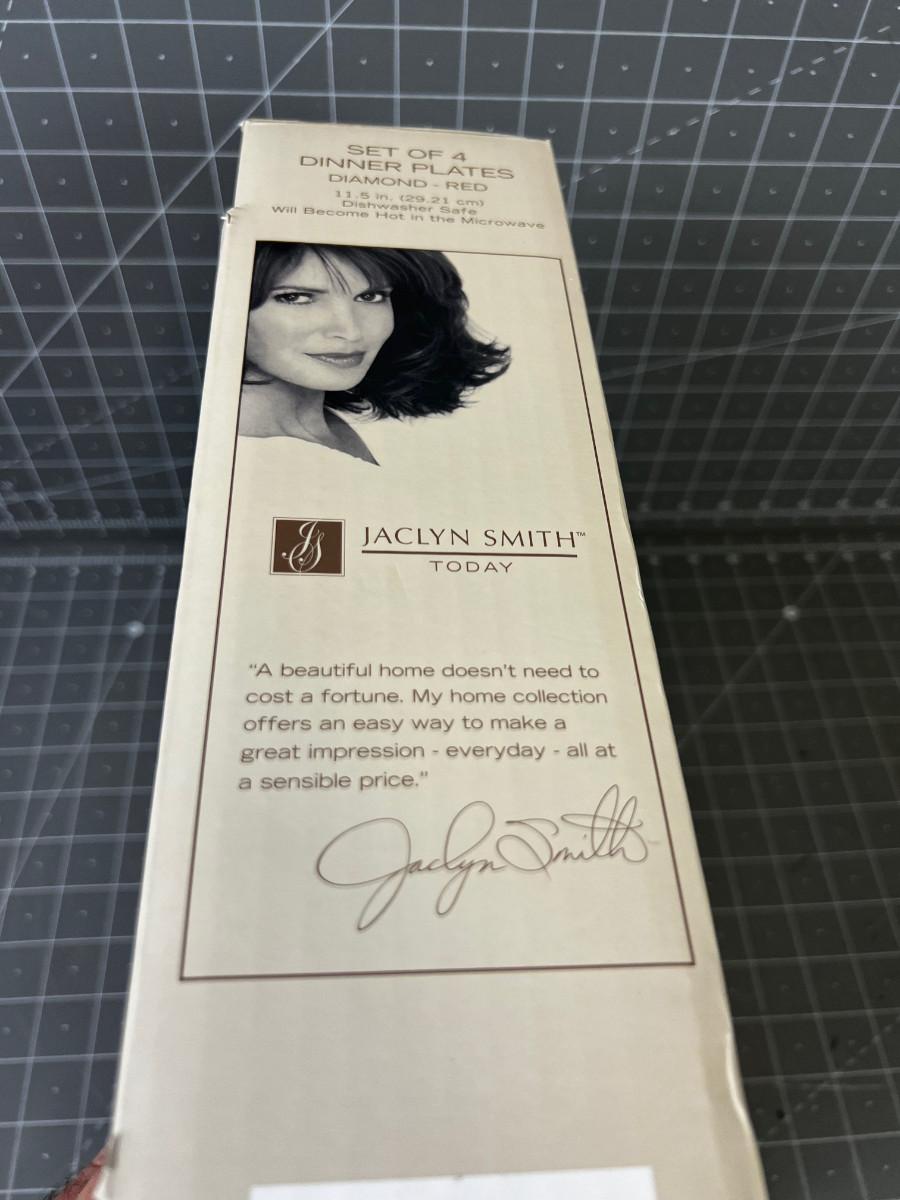 SET OF 4
DINNER PLATES
DIAMOND - RED
11.5 in. (29.21 cm)
Dishwasher Safe
Will Become Hot in the Microwave
JS
JACLYN SMITH™
TODAY
"A beautiful home doesn't need to
cost a fortune. My home collection
offers an easy way to make a
great impression - everyday - all at
a sensible price."
Jaclyn Smith